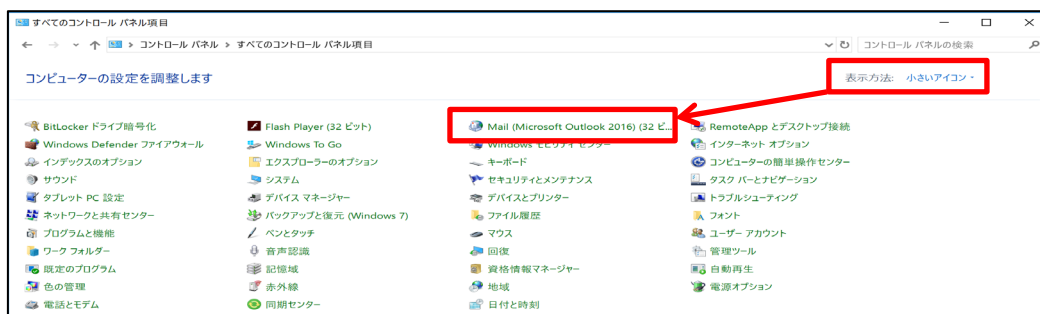 すべてのコントロール パネル項目
コントロール パネル > すべてのコントロール パネル項目
コントロール パネルの検索
コンピューターの設定を調整します
表示方法: 小さいアイコン
BitLocker ドライブ暗号化
Flash Player (32 ビット)
Mail (Microsoft Outlook 2016) (32 ビ...
RemoteApp とデスクトップ接続
Windows Defender ファイアウォール
Windows To Go
Windows モビリティ センター
インターネット オプション
インデックスのオプション
エクスプローラーのオプション
キーボード
コンピューターの簡単操作センター
サウンド
システム
セキュリティとメンテナンス
タスク バーとナビゲーション
タブレット PC 設定
デバイス マネージャー
デバイスとプリンター
トラブルシューティング
ネットワークと共有センター
バックアップと復元 (Windows 7)
ファイル履歴
フォント
プログラムと機能
ペンとタッチ
マウス
ユーザー アカウント
ワーク フォルダー
音声認識
回復
管理ツール
既定のプログラム
記憶域
資格情報マネージャー
自動再生
色の管理
赤外線
地域
電源オプション
電話とモデム
同期センター
日付と時刻